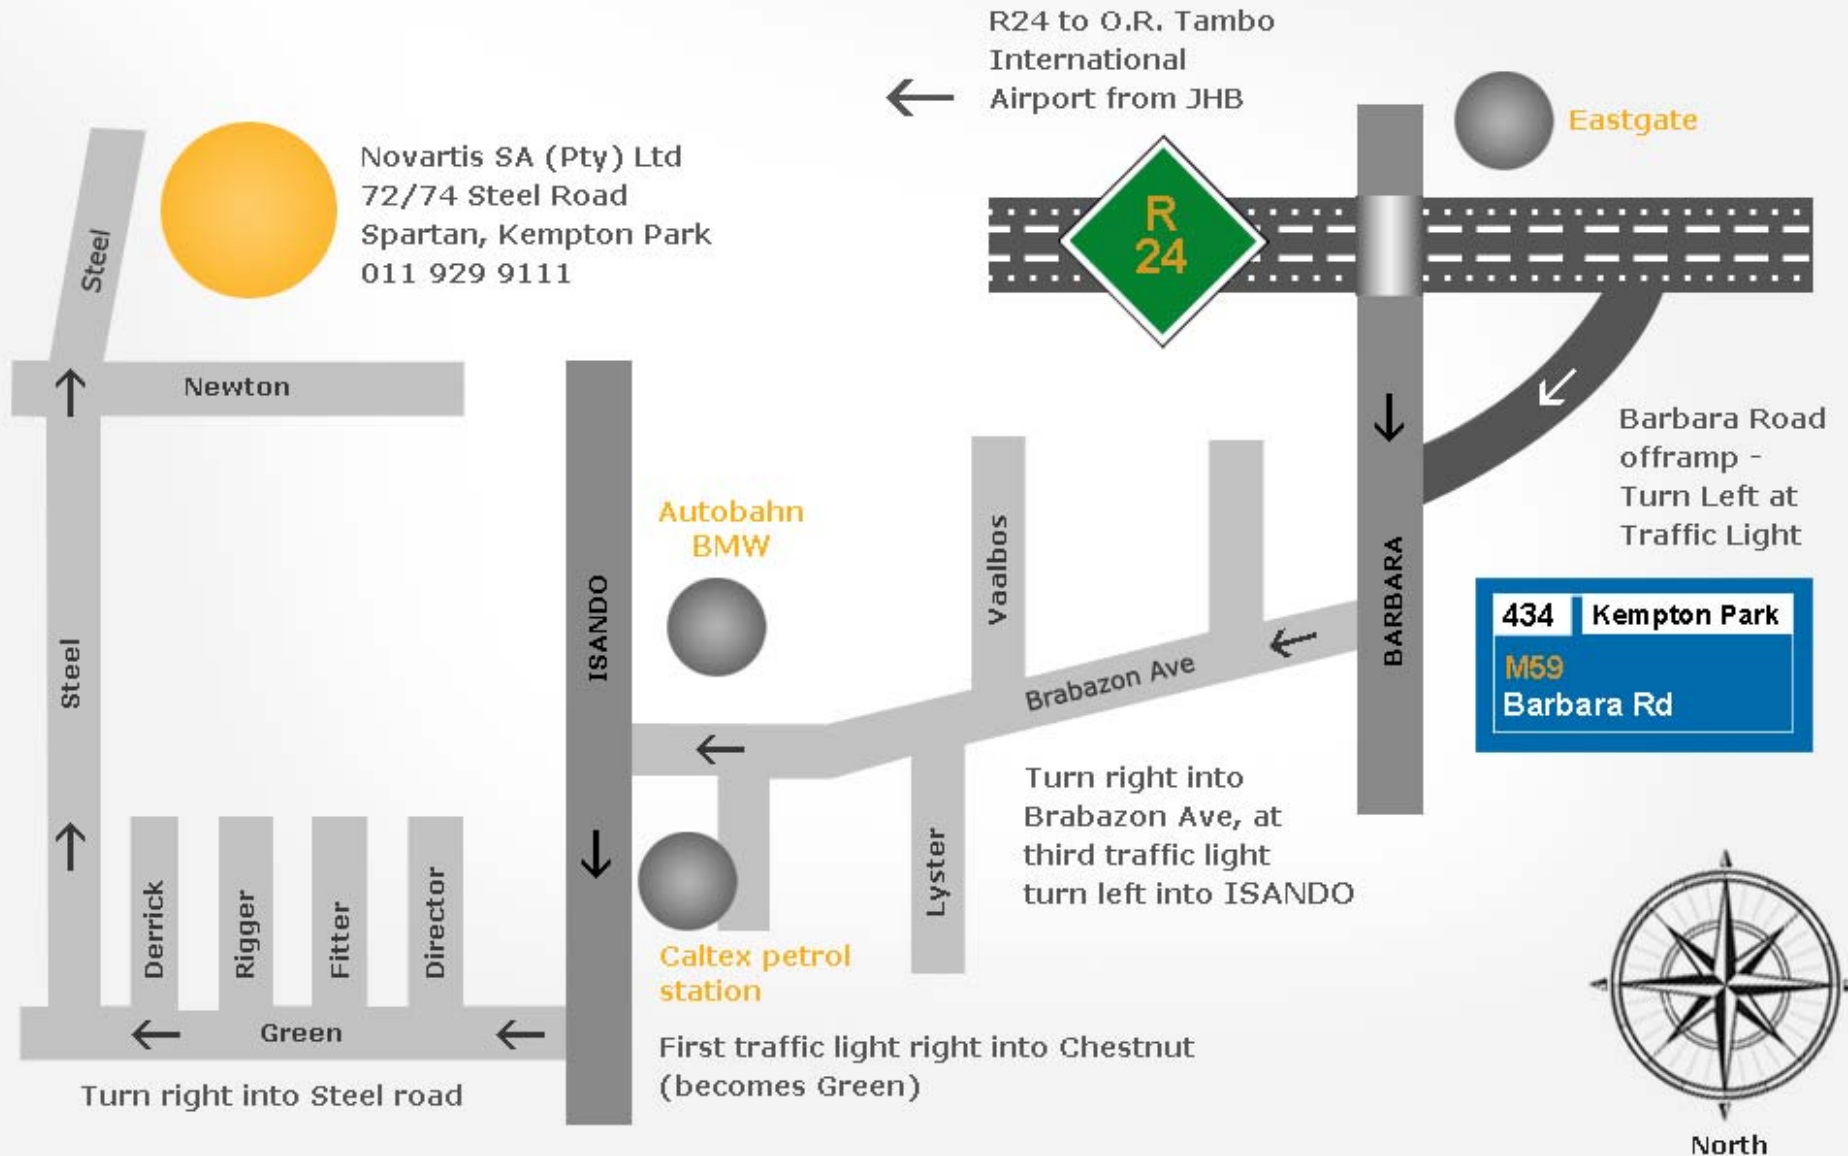 R24 to O.R. Tambo
International
Airport from JHB
Eastgate
Novartis SA (Pty) Ltd
72/74 Steel Road
Spartan, Kempton Park
011 929 9111
R
24
Steel
Newton
Barbara Road
offramp -
Turn Left at
Traffic Light
Autobahn
BMW
Vaalbos
ISANDO
BARBARA
434 Kempton Park
M59
Barbara Rd
Steel
Brabazon Ave
Turn right into
Brabazon Ave, at
third traffic light
turn left into ISANDO
Lyster
Derrick
Rigger
Fitter
Director
Caltex petrol
station
Green
First traffic light right into Chestnut
(becomes Green)
Turn right into Steel road
North